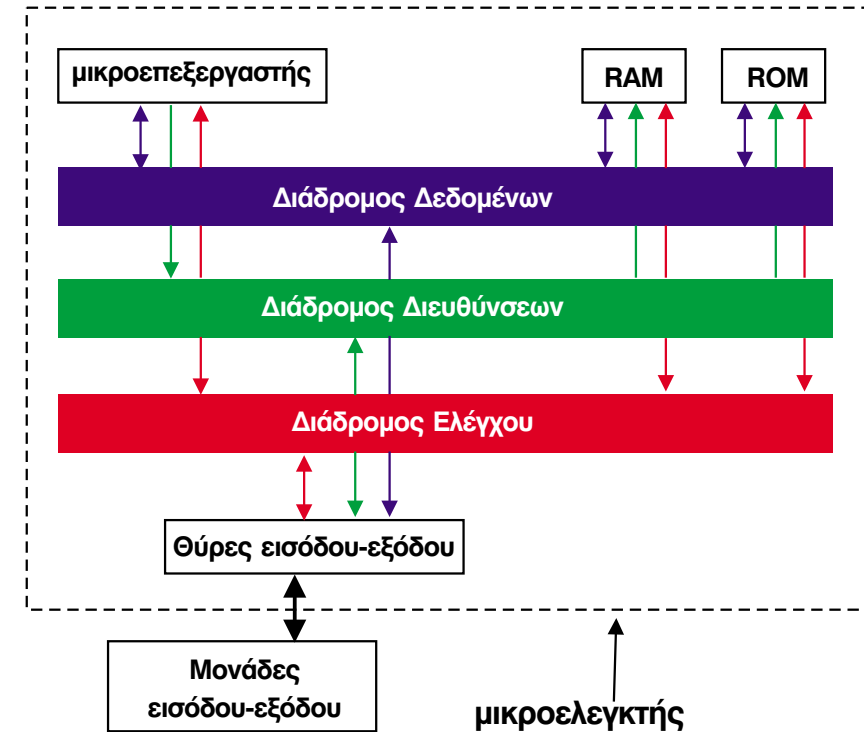 μικροεπεξεργαστής
RAM
ROM
Διάδρομος Δεδομένων
Διάδρομος Διευθύνσεων
Διάδρομος Ελέγχου
Θύρες εισόδου-εξόδου
Μονάδες
εισόδου-εξόδου
μικροελεγκτής